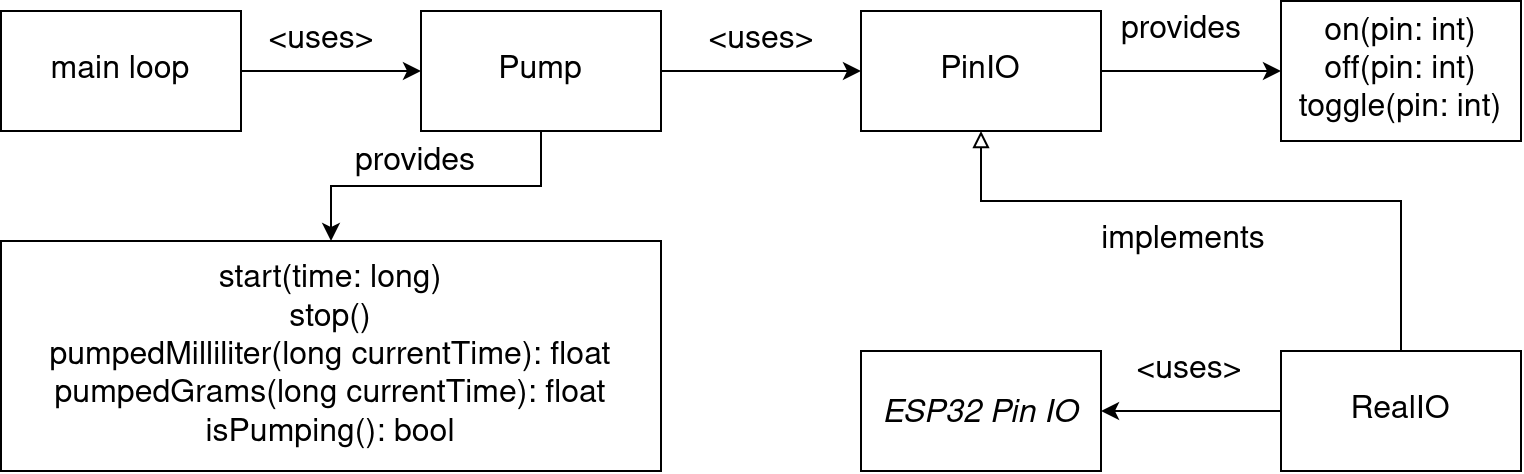 main loop
<uses>
Pump
<uses>
PinIO
provides
on(pin: int)
off(pin: int)
toggle(pin: int)
provides
start(time: long)
stop()
pumpedMilliliter(long currentTime): float
pumpedGrams(long currentTime): float
isPumping(): bool
implements
ESP32 Pin IO
<uses>
RealIO